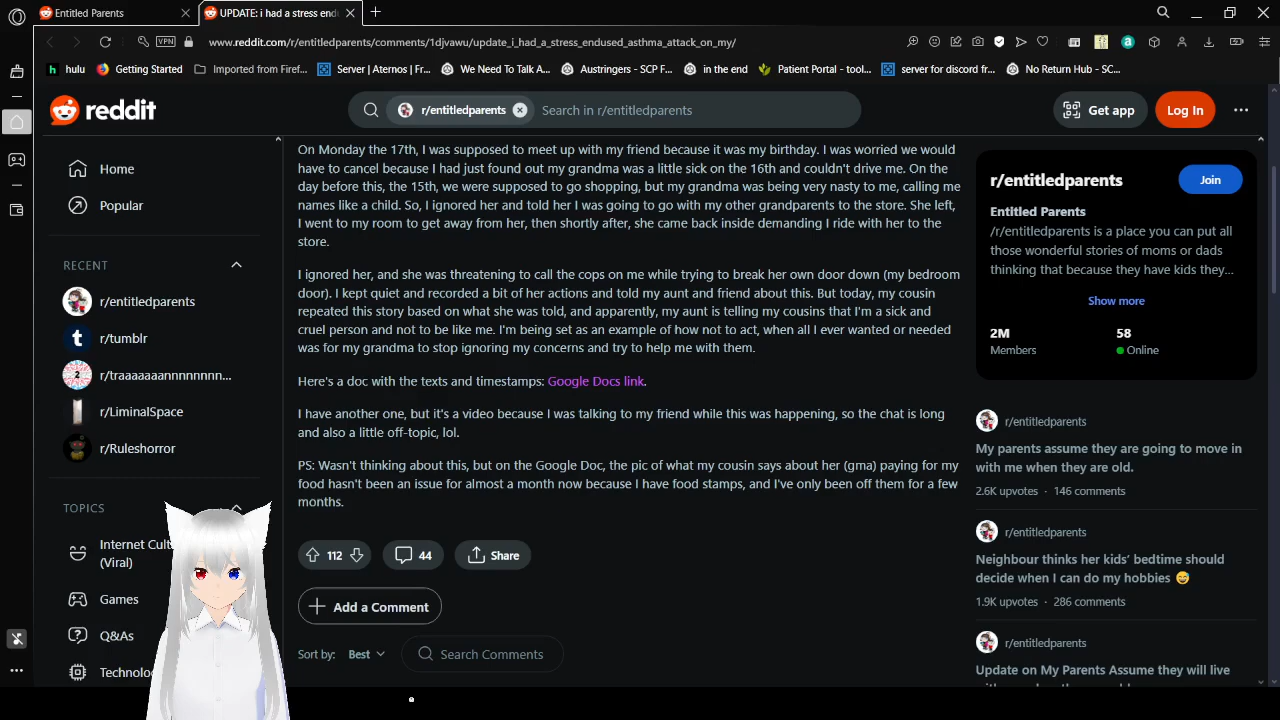 Entitled Parents
UPDATE: i had a stress end
VPN
www.reddit.com/r/entitledparents/comments/1djvawu/update_i_had_a_stress_endused_asthma_attack_on_my/
hulu
Getting Started
Imported from Firef...
Server | Aternos | Fr...
We Need To Talk A...
Austringers - SCP F...
in the end
Patient Portal - tool...
server for discord fr...
No Return Hub - SC...
reddit
r/entitledparents
Search in r/entitledparents
Get app
Log In
Home
Popular
RECENT
r/entitledparents
r/tumblr
r/traaaaaaannnnnnnn...
r/LiminalSpace
r/Ruleshorror
TOPICS
Internet Cult
(Viral)
Games
Q&As
Technolo
On Monday the 17th, I was supposed to meet up with my friend because it was my birthday. I was worried we would
have to cancel because I had just found out my grandma was a little sick on the 16th and couldn't drive me. On the
day before this, the 15th, we were supposed to go shopping, but my grandma was being very nasty to me, calling me
names like a child. So, I ignored her and told her I was going to go with my other grandparents to the store. She left,
I went to my room to get away from her, then shortly after, she came back inside demanding I ride with her to the
store.
I ignored her, and she was threatening to call the cops on me while trying to break her own door down (my bedroom
door). I kept quiet and recorded a bit of her actions and told my aunt and friend about this. But today, my cousin
repeated this story based on what she was told, and apparently, my aunt is telling my cousins that I'm a sick and
cruel person and not to be like me. I'm being set as an example of how not to act, when all I ever wanted or needed
was for my grandma to stop ignoring my concerns and try to help me with them.
Here's a doc with the texts and timestamps: Google Docs link.
I have another one, but it's a video because I was talking to my friend while this was happening, so the chat is long
and also a little off-topic, lol.
PS: Wasn't thinking about this, but on the Google Doc, the pic of what my cousin says about her (gma) paying for my
food hasn't been an issue for almost a month now because I have food stamps, and I've only been off them for a few
months.
112
44
Share
Add a Comment
Sort by:
Best
Search Comments
r/entitledparents
Join
Entitled Parents
/r/entitledparents is a place you can put all
those wonderful stories of moms or dads
thinking that because they have kids they...
Show more
2M
Members
58
Online
r/entitledparents
My parents assume they are going to move in
with me when they are old.
2.6K upvotes · 146 comments
r/entitledparents
Neighbour thinks her kids' bedtime should
decide when I can do my hobbies 😅
1.9K upvotes · 286 comments
r/entitledparents
Update on My Parents Assume they will live